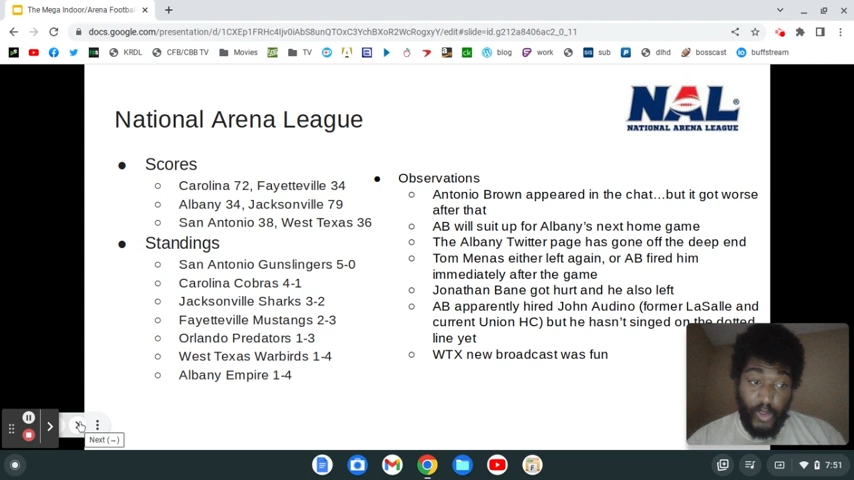 The Mega Indoor/Arena Footba
docs.google.com/presentation/d/1CXEp1FRHc4Ijv0iAbS8unQTOxC3YchBXoR2WcRogxyY/edit#slide=id.g212a8406ac2_0_11
KRDL
CFB/CBB TV
Movies
TV
blog
work
sub
dlhd
bosscast
buffstream
National Arena League
NAL
NATIONAL ARENA LEAGUE
● Scores
○ Carolina 72, Fayetteville 34
○ Albany 34, Jacksonville 79
○ San Antonio 38, West Texas 36
● Standings
○ San Antonio Gunslingers 5-0
○ Carolina Cobras 4-1
○ Jacksonville Sharks 3-2
○ Fayetteville Mustangs 2-3
○ Orlando Predators 1-3
○ West Texas Warbirds 1-4
○ Albany Empire 1-4
● Observations
○ Antonio Brown appeared in the chat…but it got worse
after that
○ AB will suit up for Albany’s next home game
○ The Albany Twitter page has gone off the deep end
○ Tom Menas either left again, or AB fired him
immediately after the game
○ Jonathan Bane got hurt and he also left
○ AB apparently hired John Audino (former LaSalle and
current Union HC) but he hasn’t singed on the dotted
line yet
○ WTX new broadcast was fun
Next (→)
7:51